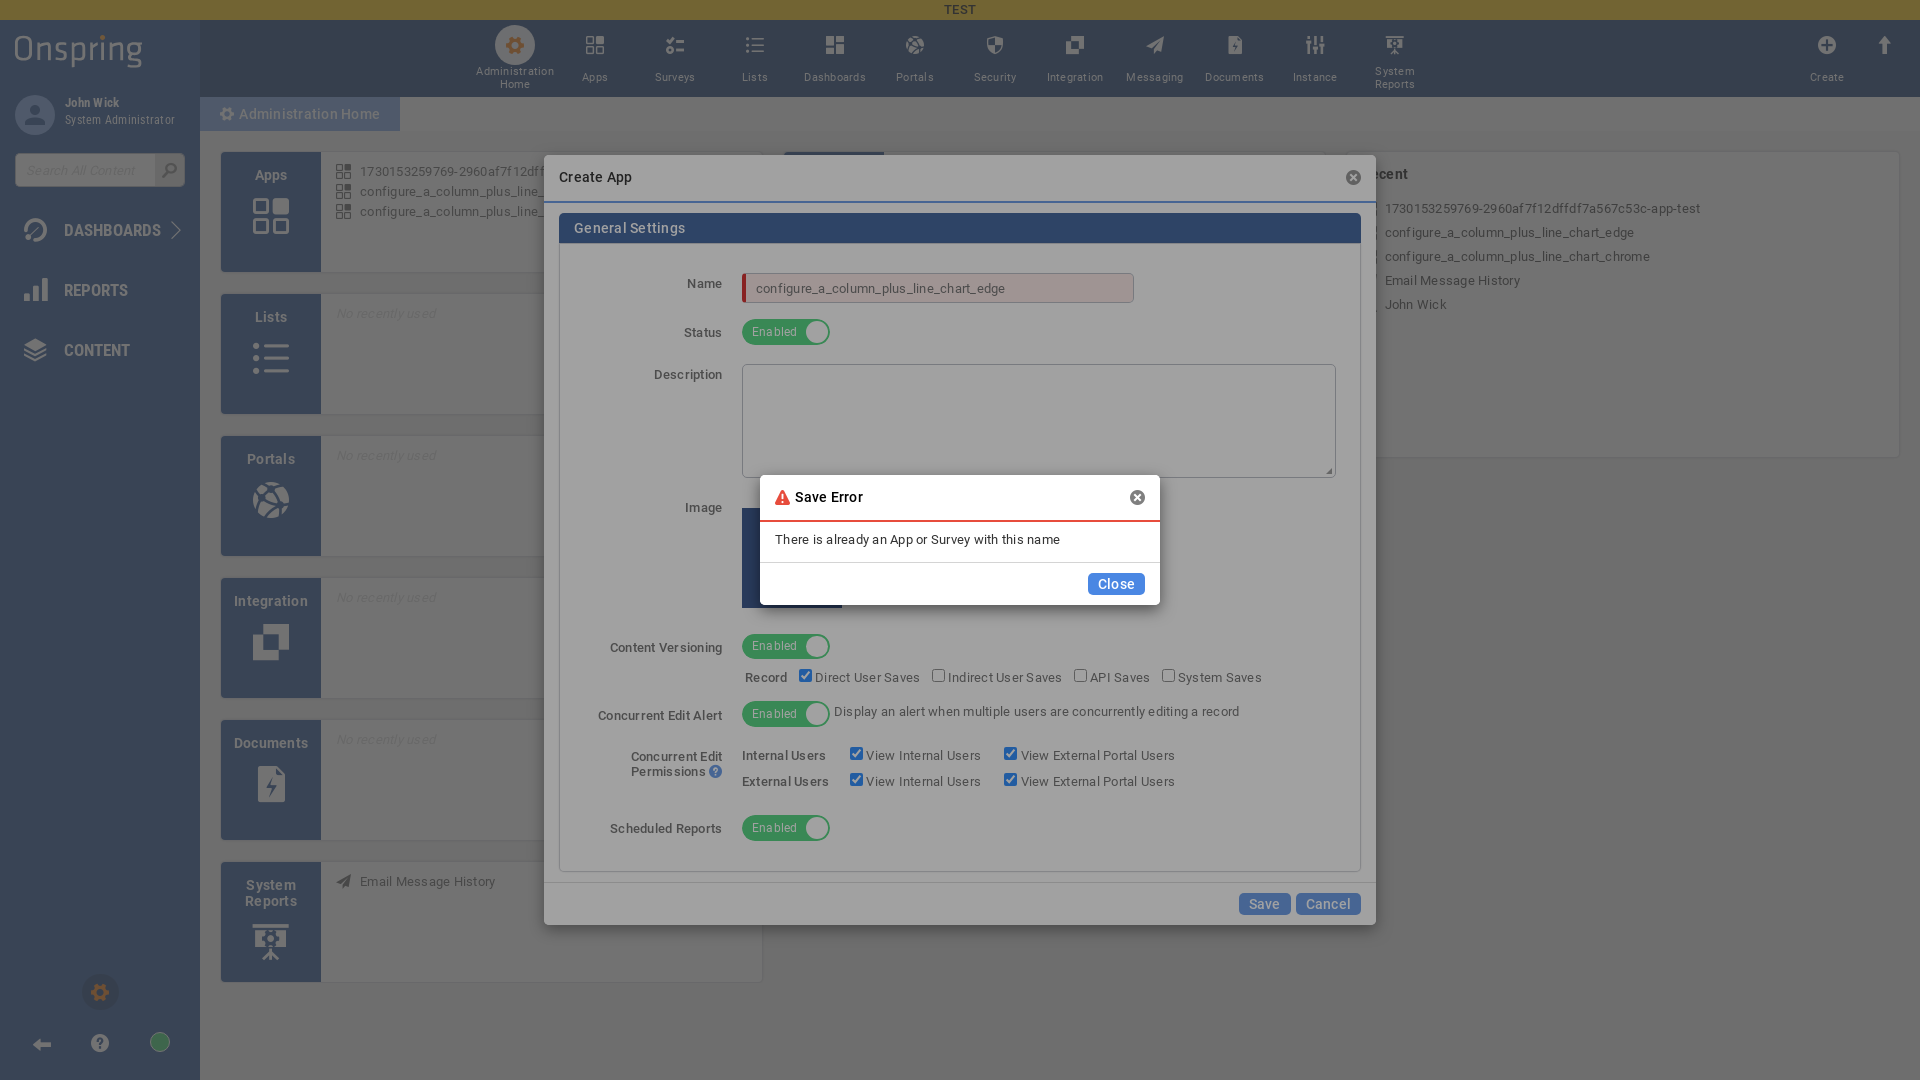 TEST
Onspring
Administration
Home
Apps
Surveys
Lists
Dashboards
Portals
Security
Integration
Messaging
Documents
Instance
System
Reports
Create
John Wick
System Administrator
Search All Content
DASHBOARDS
REPORTS
CONTENT
Administration Home
Apps
1730153259769-2960af7f12dff
configure_a_column_plus_line_
configure_a_column_plus_line_
Lists
No recently used
Portals
No recently used
Integration
No recently used
Documents
No recently used
System
Reports
Email Message History
ecent
1730153259769-2960af7f12dffdf7a567c53c-app-test
configure_a_column_plus_line_chart_edge
configure_a_column_plus_line_chart_chrome
Email Message History
John Wick
Create App
General Settings
Name
configure_a_column_plus_line_chart_edge
Status
Enabled
Description
Image
Save Error
There is already an App or Survey with this name
Close
Content Versioning
Enabled
Record Direct User Saves Indirect User Saves API Saves System Saves
Concurrent Edit Alert
Enabled Display an alert when multiple users are concurrently editing a record
Concurrent Edit
Permissions
Internal Users View Internal Users View External Portal Users
External Users View Internal Users View External Portal Users
Scheduled Reports
Enabled
Save Cancel